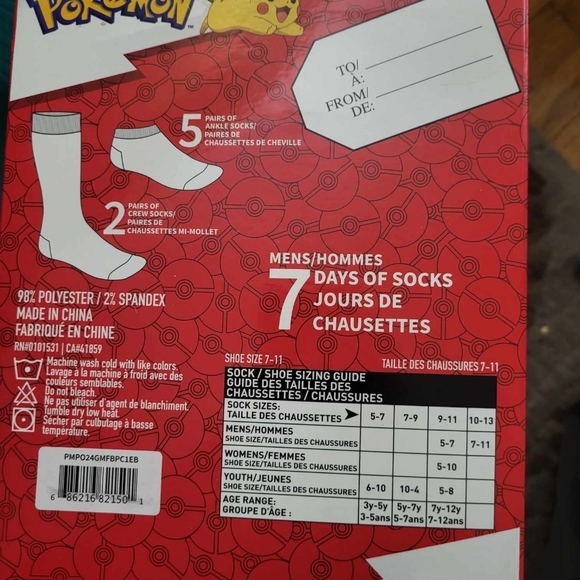 POKéMON
TO/
À:
FROM/
DE:
5 PAIRS OF
ANKLE SOCKS/
PAIRES DE
CHAUSSETTES DE CHEVILLE
2 PAIRS OF
CREW SOCKS/
PAIRES DE
CHAUSSETTES MI-MOLLET
MENS/HOMMES
7 DAYS OF SOCKS
JOURS DE
CHAUSETTES
98% POLYESTER / 2% SPANDEX
MADE IN CHINA
FABRIQUÉ EN CHINE
RN#0101531 | CA#41859
Machine wash cold with like colors.
Lavage à la machine à froid avec des
couleurs semblables.
Do not bleach.
Ne pas utiliser d'agent de blanchiment.
Tumble dry low heat.
Sécher par culbutage à basse
température.
PMPO24GMFBPC1EB
6 86216 82150 1
SHOE SIZE 7-11 TAILLE DES CHAUSSURES 7-11
SOCK / SHOE SIZING GUIDE
GUIDE DES TAILLES DES
CHAUSSETTES / CHAUSSURES
SOCK SIZES:
TAILLE DES CHAUSSETTES 5-7 7-9 9-11 10-13
MENS/HOMMES
SHOE SIZE/TAILLES DES CHAUSSURES 5-7 7-11
WOMENS/FEMMES
SHOE SIZE/TAILLES DES CHAUSSURES 5-10
YOUTH/JEUNES
SHOE SIZE/TAILLES DES CHAUSSURES 6-10 10-4 5-8
AGE RANGE: 3y-5y 5y-7y 7y-12y
GROUPE D'ÂGE : 3-5ans 5-7ans 7-12ans